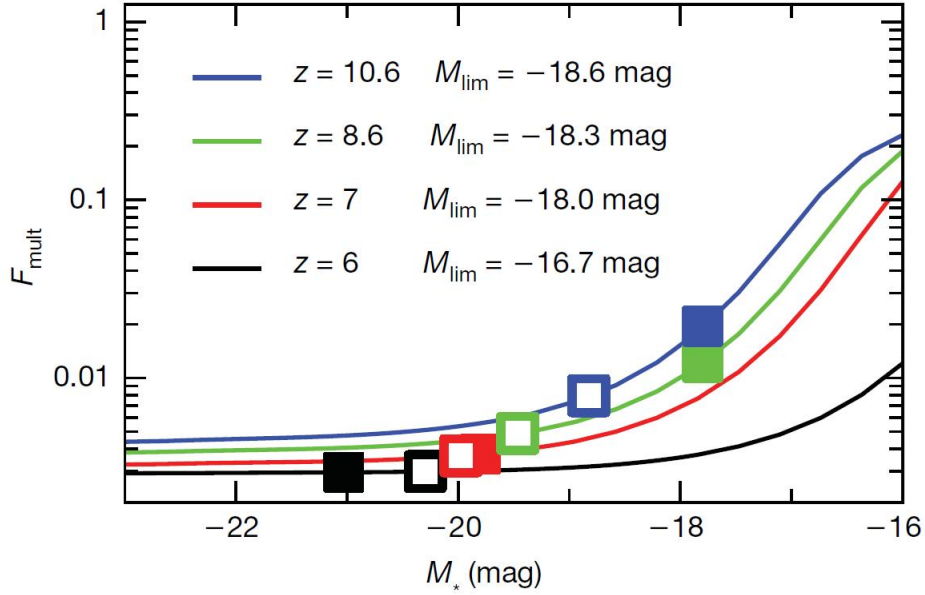 1
z = 10.6 M_lim = −18.6 mag
z = 8.6 M_lim = −18.3 mag
0.1
z = 7 M_lim = −18.0 mag
F_mult
z = 6 M_lim = −16.7 mag
0.01
−22 −20 −18 −16
M_* (mag)